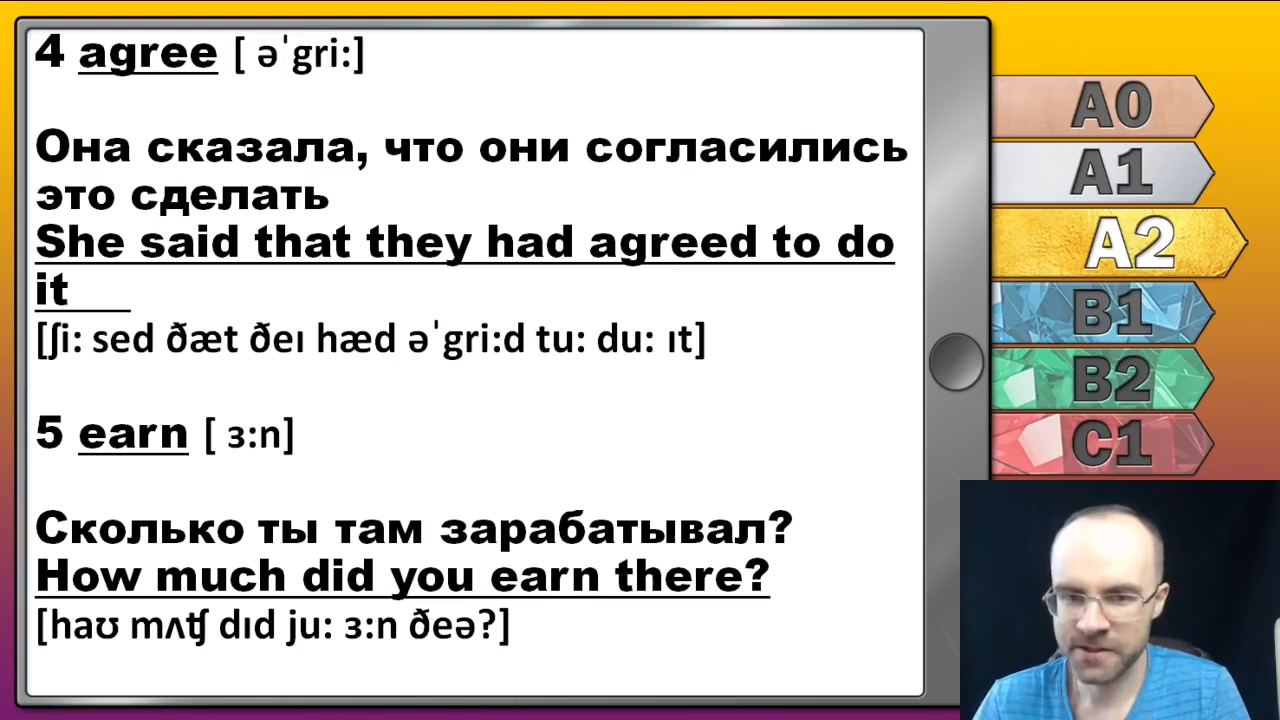 4 agree [ əˈgri:]
Она сказала, что они согласились
это сделать
She said that they had agreed to do
it
[ʃi: sed ðæt ðeɪ hæd əˈgri:d tu: du: ɪt]
5 earn [ ɜ:n]
Сколько ты там зарабатывал?
How much did you earn there?
[haʊ mʌʧ dɪd ju: ɜ:n ðeə?]
A0
A1
A2
B1
B2
C1